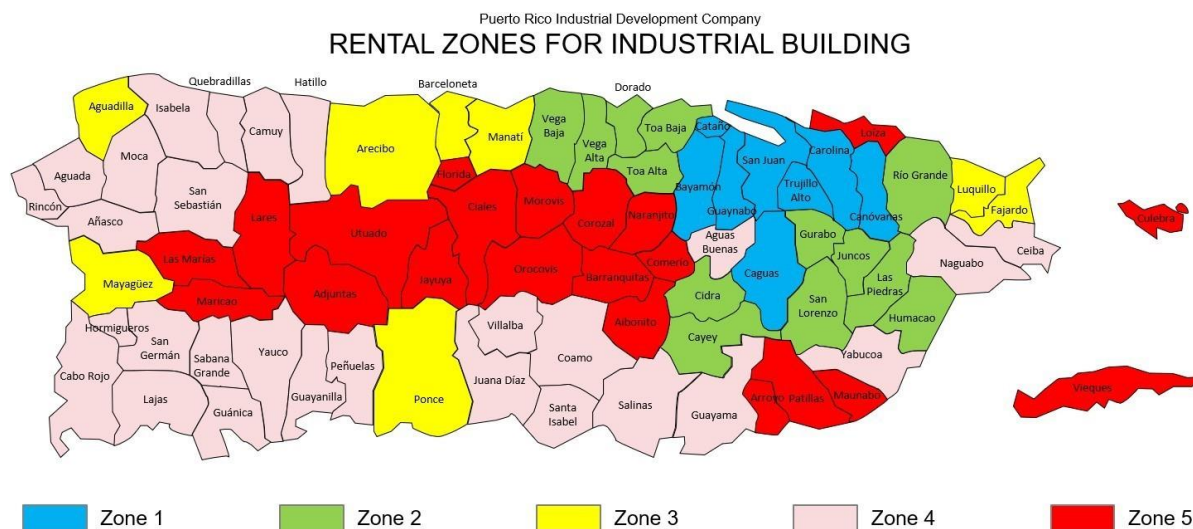 Puerto Rico Industrial Development Company
RENTAL ZONES FOR INDUSTRIAL BUILDING
Quebradillas
Hatillo
Barceloneta
Dorado
Aguadilla
Isabela
Camuy
Arecibo
Manatí
Vega
Baja
Vega
Alta
Toa Baja
Toa Alta
Cataño
San Juan
Carolina
Loíza
Moca
Aguada
Rincón
Añasco
San
Sebastián
Lares
Utuado
Florida
Ciales
Morovis
Corozal
Naranjito
Bayamón
Guaynabo
Trujillo
Alto
Canóvanas
Río Grande
Luquillo
Fajardo
Culebra
Ceiba
Naguabo
Mayagüez
Las Marías
Maricao
Adjuntas
Jayuya
Orocovis
Barranquitas
Comerío
Aguas
Buenas
Caguas
Gurabo
Juncos
Las
Piedras
Humacao
San
Lorenzo
Cidra
Cayey
Aibonito
Hormigueros
San
Germán
Sabana
Grande
Yauco
Peñuelas
Villalba
Coamo
Yabucoa
Cabo Rojo
Lajas
Guánica
Guayanilla
Ponce
Juana Díaz
Santa
Isabel
Salinas
Guayama
Arroyo
Patillas
Maunabo
Vieques
Zone 1
Zone 2
Zone 3
Zone 4
Zone 5